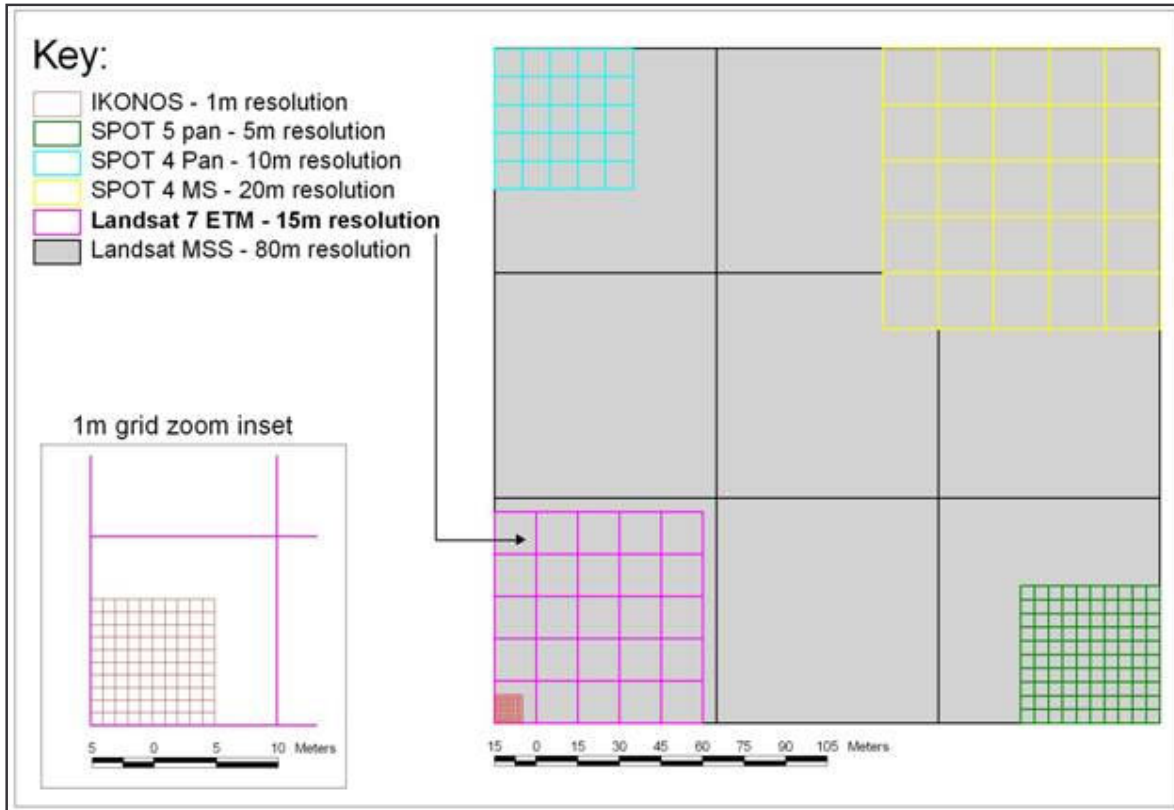 Key:
IKONOS - 1m resolution
SPOT 5 pan - 5m resolution
SPOT 4 Pan - 10m resolution
SPOT 4 MS - 20m resolution
Landsat 7 ETM - 15m resolution
Landsat MSS - 80m resolution
1m grid zoom inset
5 0 5 10 Meters
15 0 15 30 45 60 75 90 105 Meters